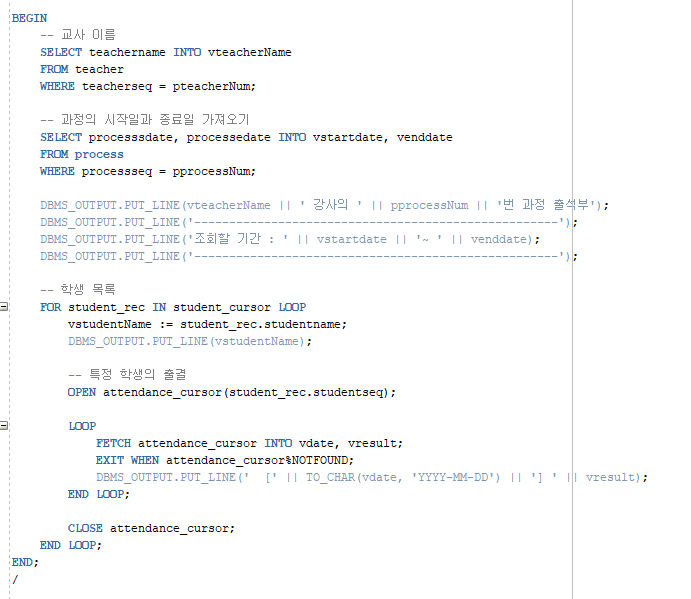 BEGIN
-- 교사 이름
SELECT teachername INTO vteacherName
FROM teacher
WHERE teacherseq = pteacherNum;
-- 과정의 시작일과 종료일 가져오기
SELECT processsdate, processedate INTO vstartdate, venddate
FROM process
WHERE processseq = pprocessNum;
DBMS_OUTPUT.PUT_LINE(vteacherName || ' 강사의 ' || pprocessNum || '번 과정 출석부');
DBMS_OUTPUT.PUT_LINE('----------------------------------------------------');
DBMS_OUTPUT.PUT_LINE('조회할 기간 : ' || vstartdate || '~ ' || venddate);
DBMS_OUTPUT.PUT_LINE('----------------------------------------------------');
-- 학생 목록
FOR student_rec IN student_cursor LOOP
vstudentName := student_rec.studentname;
DBMS_OUTPUT.PUT_LINE(vstudentName);
-- 특정 학생의 출결
OPEN attendance_cursor(student_rec.studentseq);
LOOP
FETCH attendance_cursor INTO vdate, vresult;
EXIT WHEN attendance_cursor%NOTFOUND;
DBMS_OUTPUT.PUT_LINE('  [' || TO_CHAR(vdate, 'YYYY-MM-DD') || '] ' || vresult);
END LOOP;
CLOSE attendance_cursor;
END LOOP;
END;
/